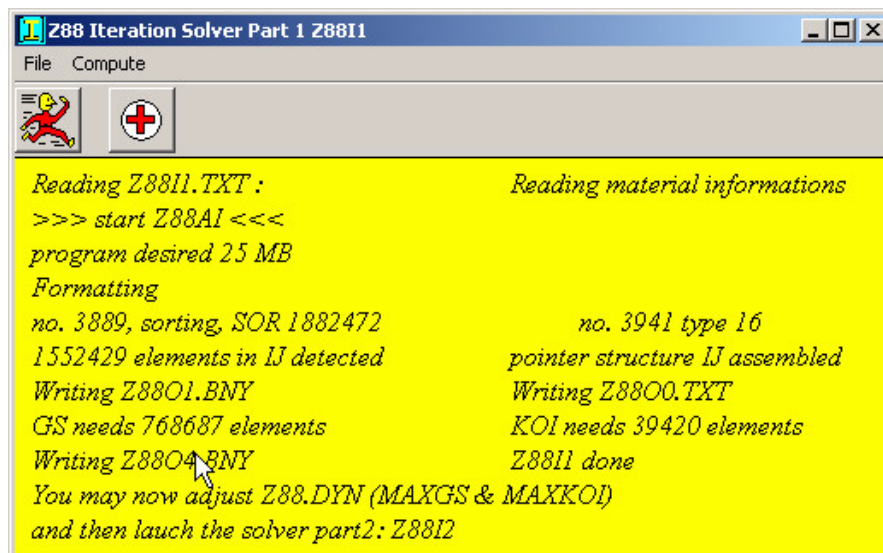 Z88 Iteration Solver Part 1 Z88I1
File Compute
Reading Z88I1.TXT : Reading material informations
>>> start Z88AI <<<
program desired 25 MB
Formatting
no. 3889, sorting, SOR 1882472 no. 3941 type 16
1552429 elements in IJ detected pointer structure IJ assembled
Writing Z88O1.BNY Writing Z88O0.TXT
GS needs 768687 elements KOI needs 39420 elements
Writing Z88O4.BNY Z88I1 done
You may now adjust Z88.DYN (MAXGS & MAXKOI)
and then lauch the solver part2: Z88I2